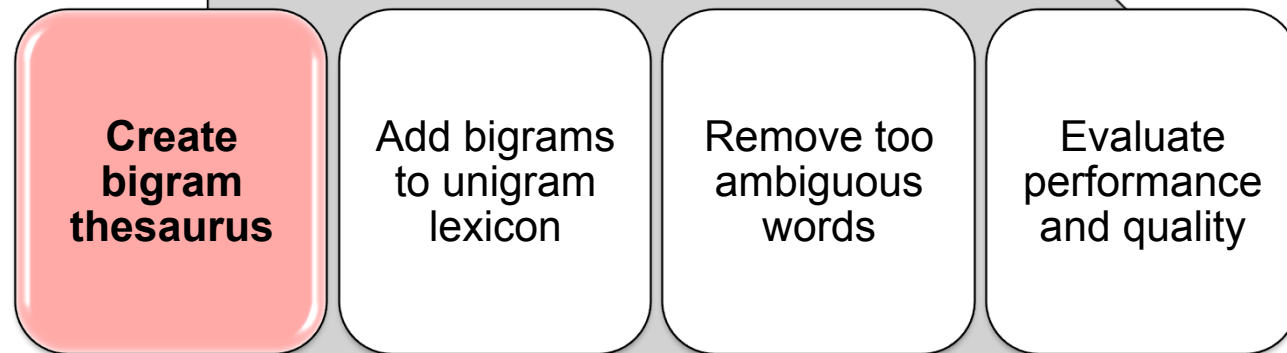 Create
bigram
thesaurus
Add bigrams
to unigram
lexicon
Remove too
ambiguous
words
Evaluate
performance
and quality